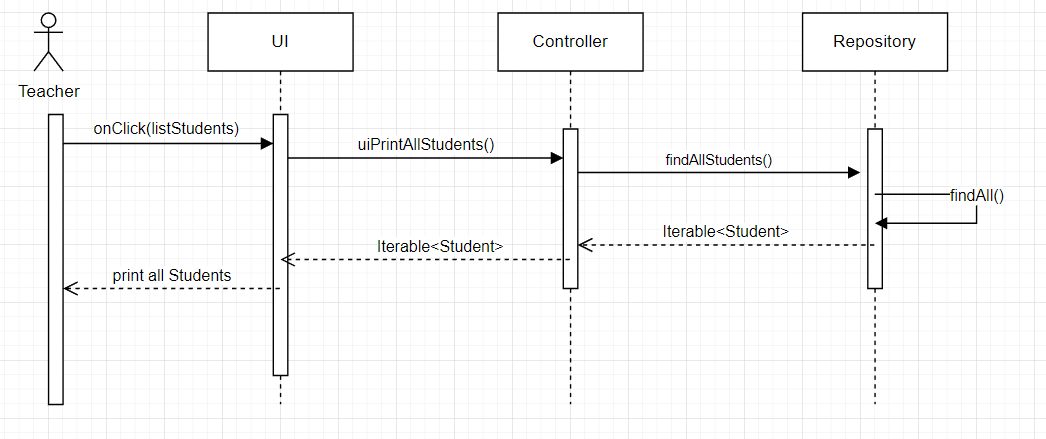 UI
Controller
Repository
Teacher
onClick(listStudents)
uiPrintAllStudents()
findAllStudents()
findAll()
Iterable<Student>
Iterable<Student>
print all Students